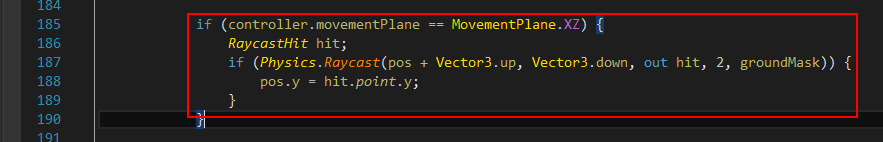 184
185 if (controller.movementPlane == MovementPlane.XZ) {
186 RaycastHit hit;
187 if (Physics.Raycast(pos + Vector3.up, Vector3.down, out hit, 2, groundMask)) {
188 pos.y = hit.point.y;
189 }
190 }
191